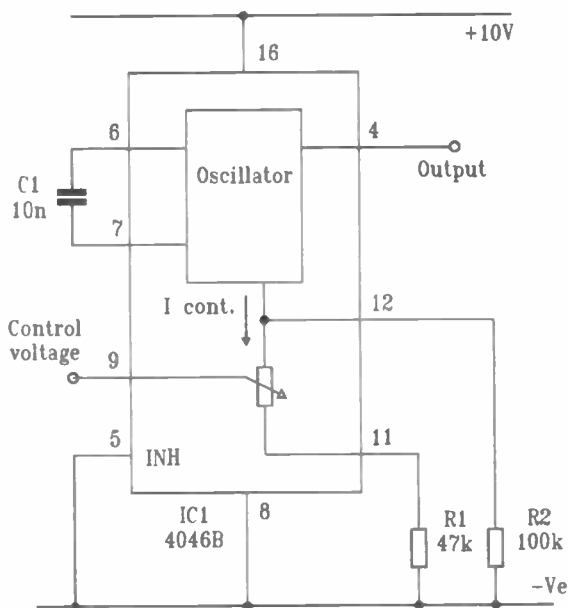 +10V
16
6
4
Oscillator
Output
C1
10n
7
I cont.
12
Control
voltage
9
5
INH
11
IC1
4046B
8
R1
47k
R2
100k
-Ve